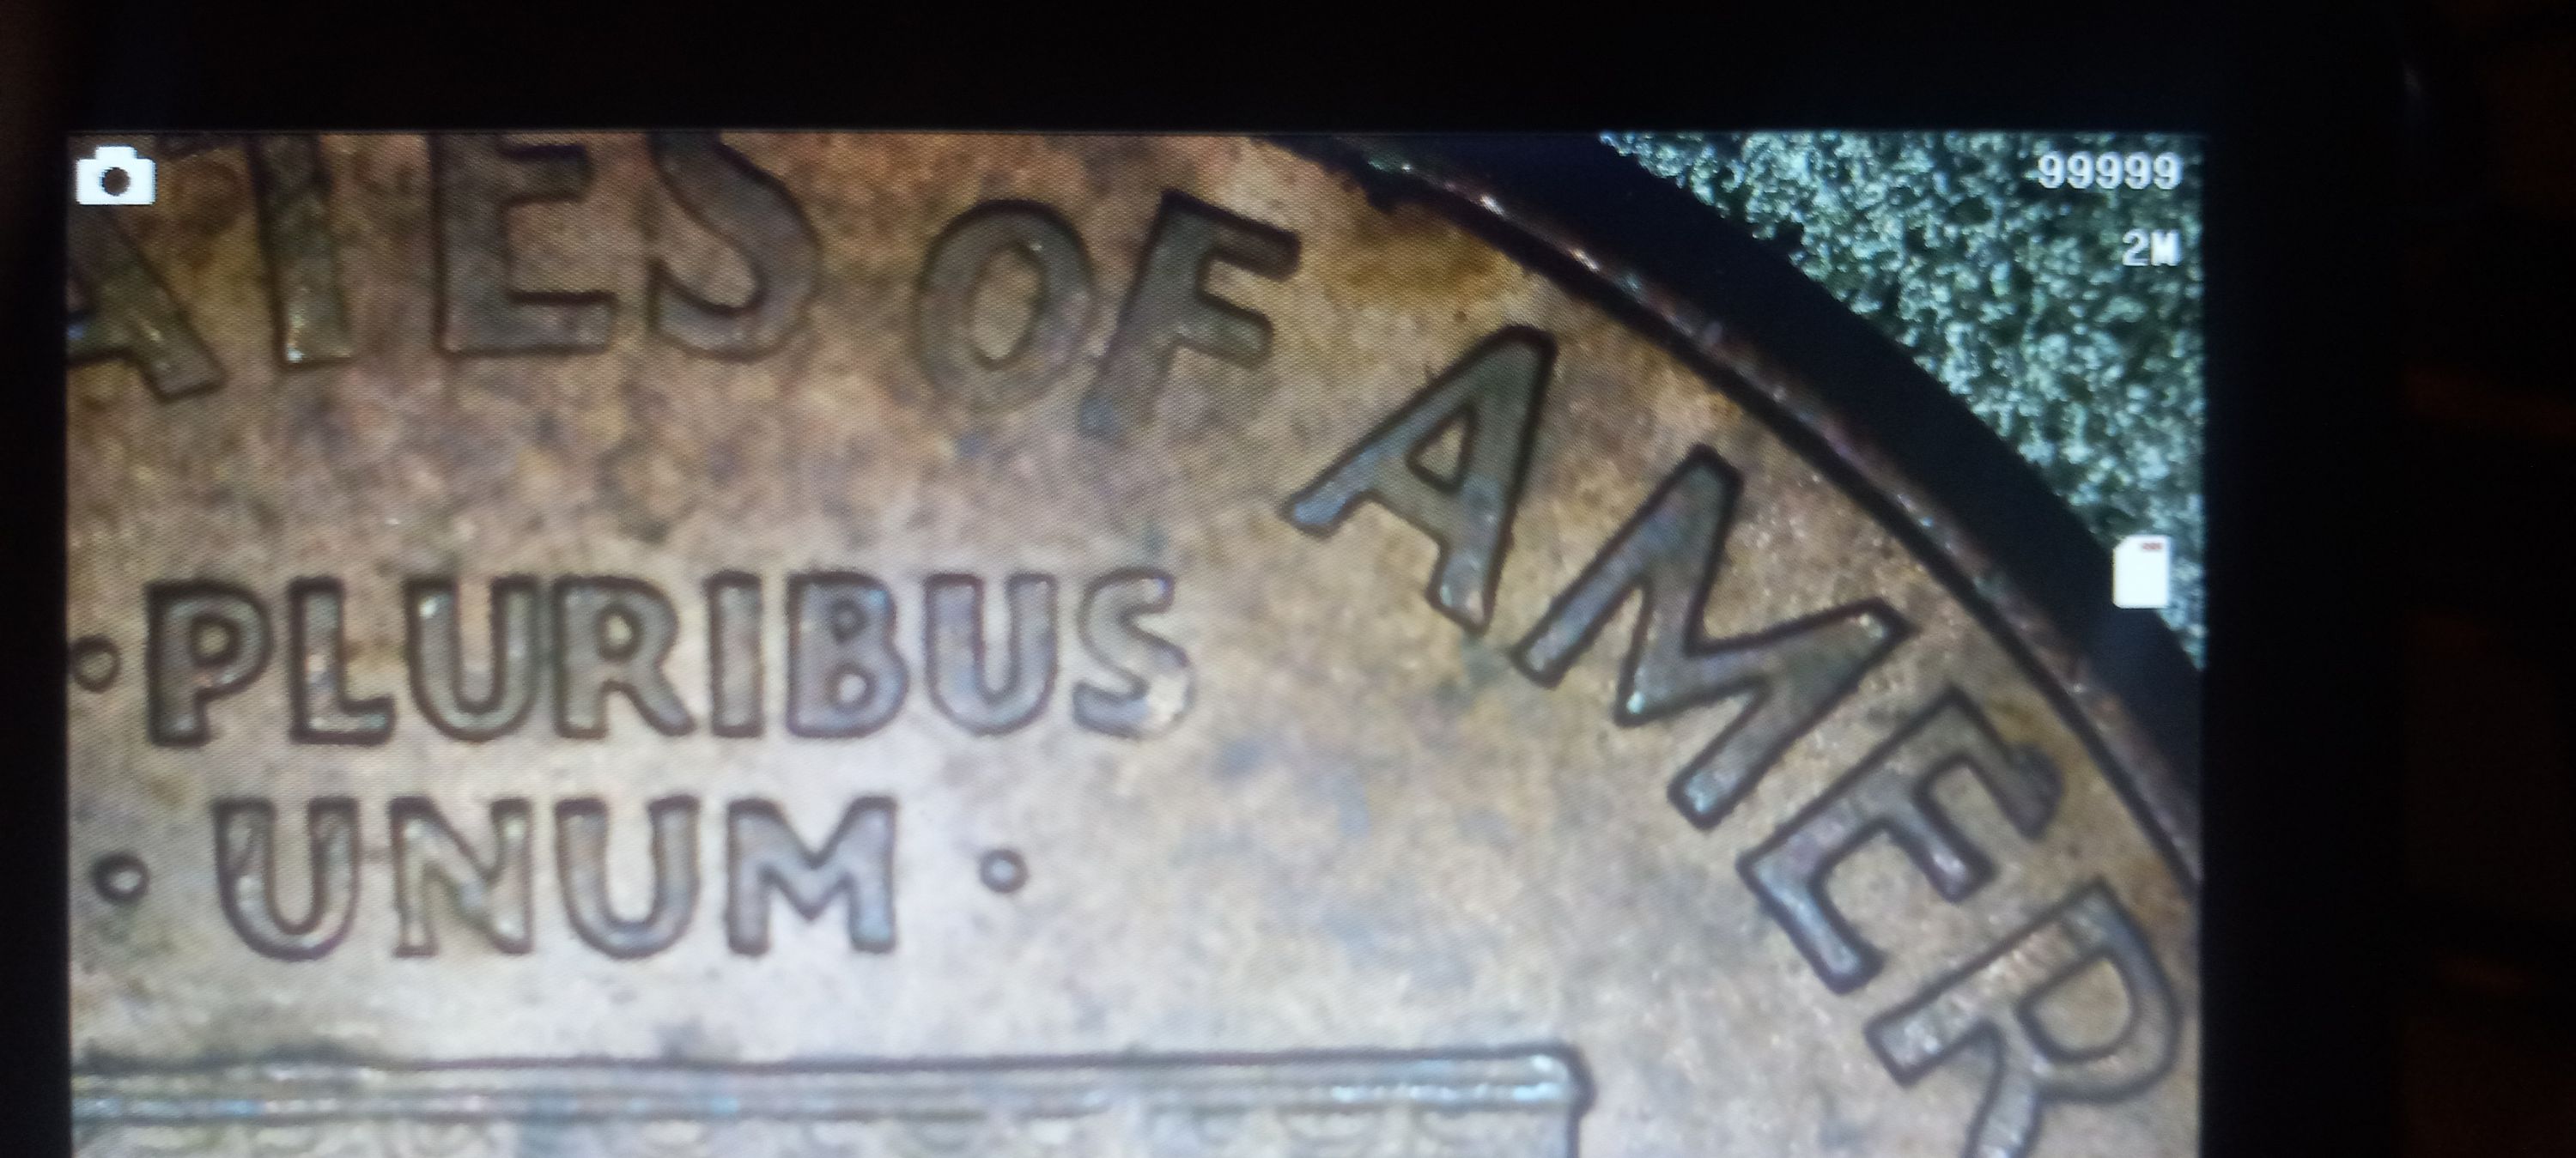 ATES OF AMER
99999
2M
· PLURIBUS
· UNUM ·